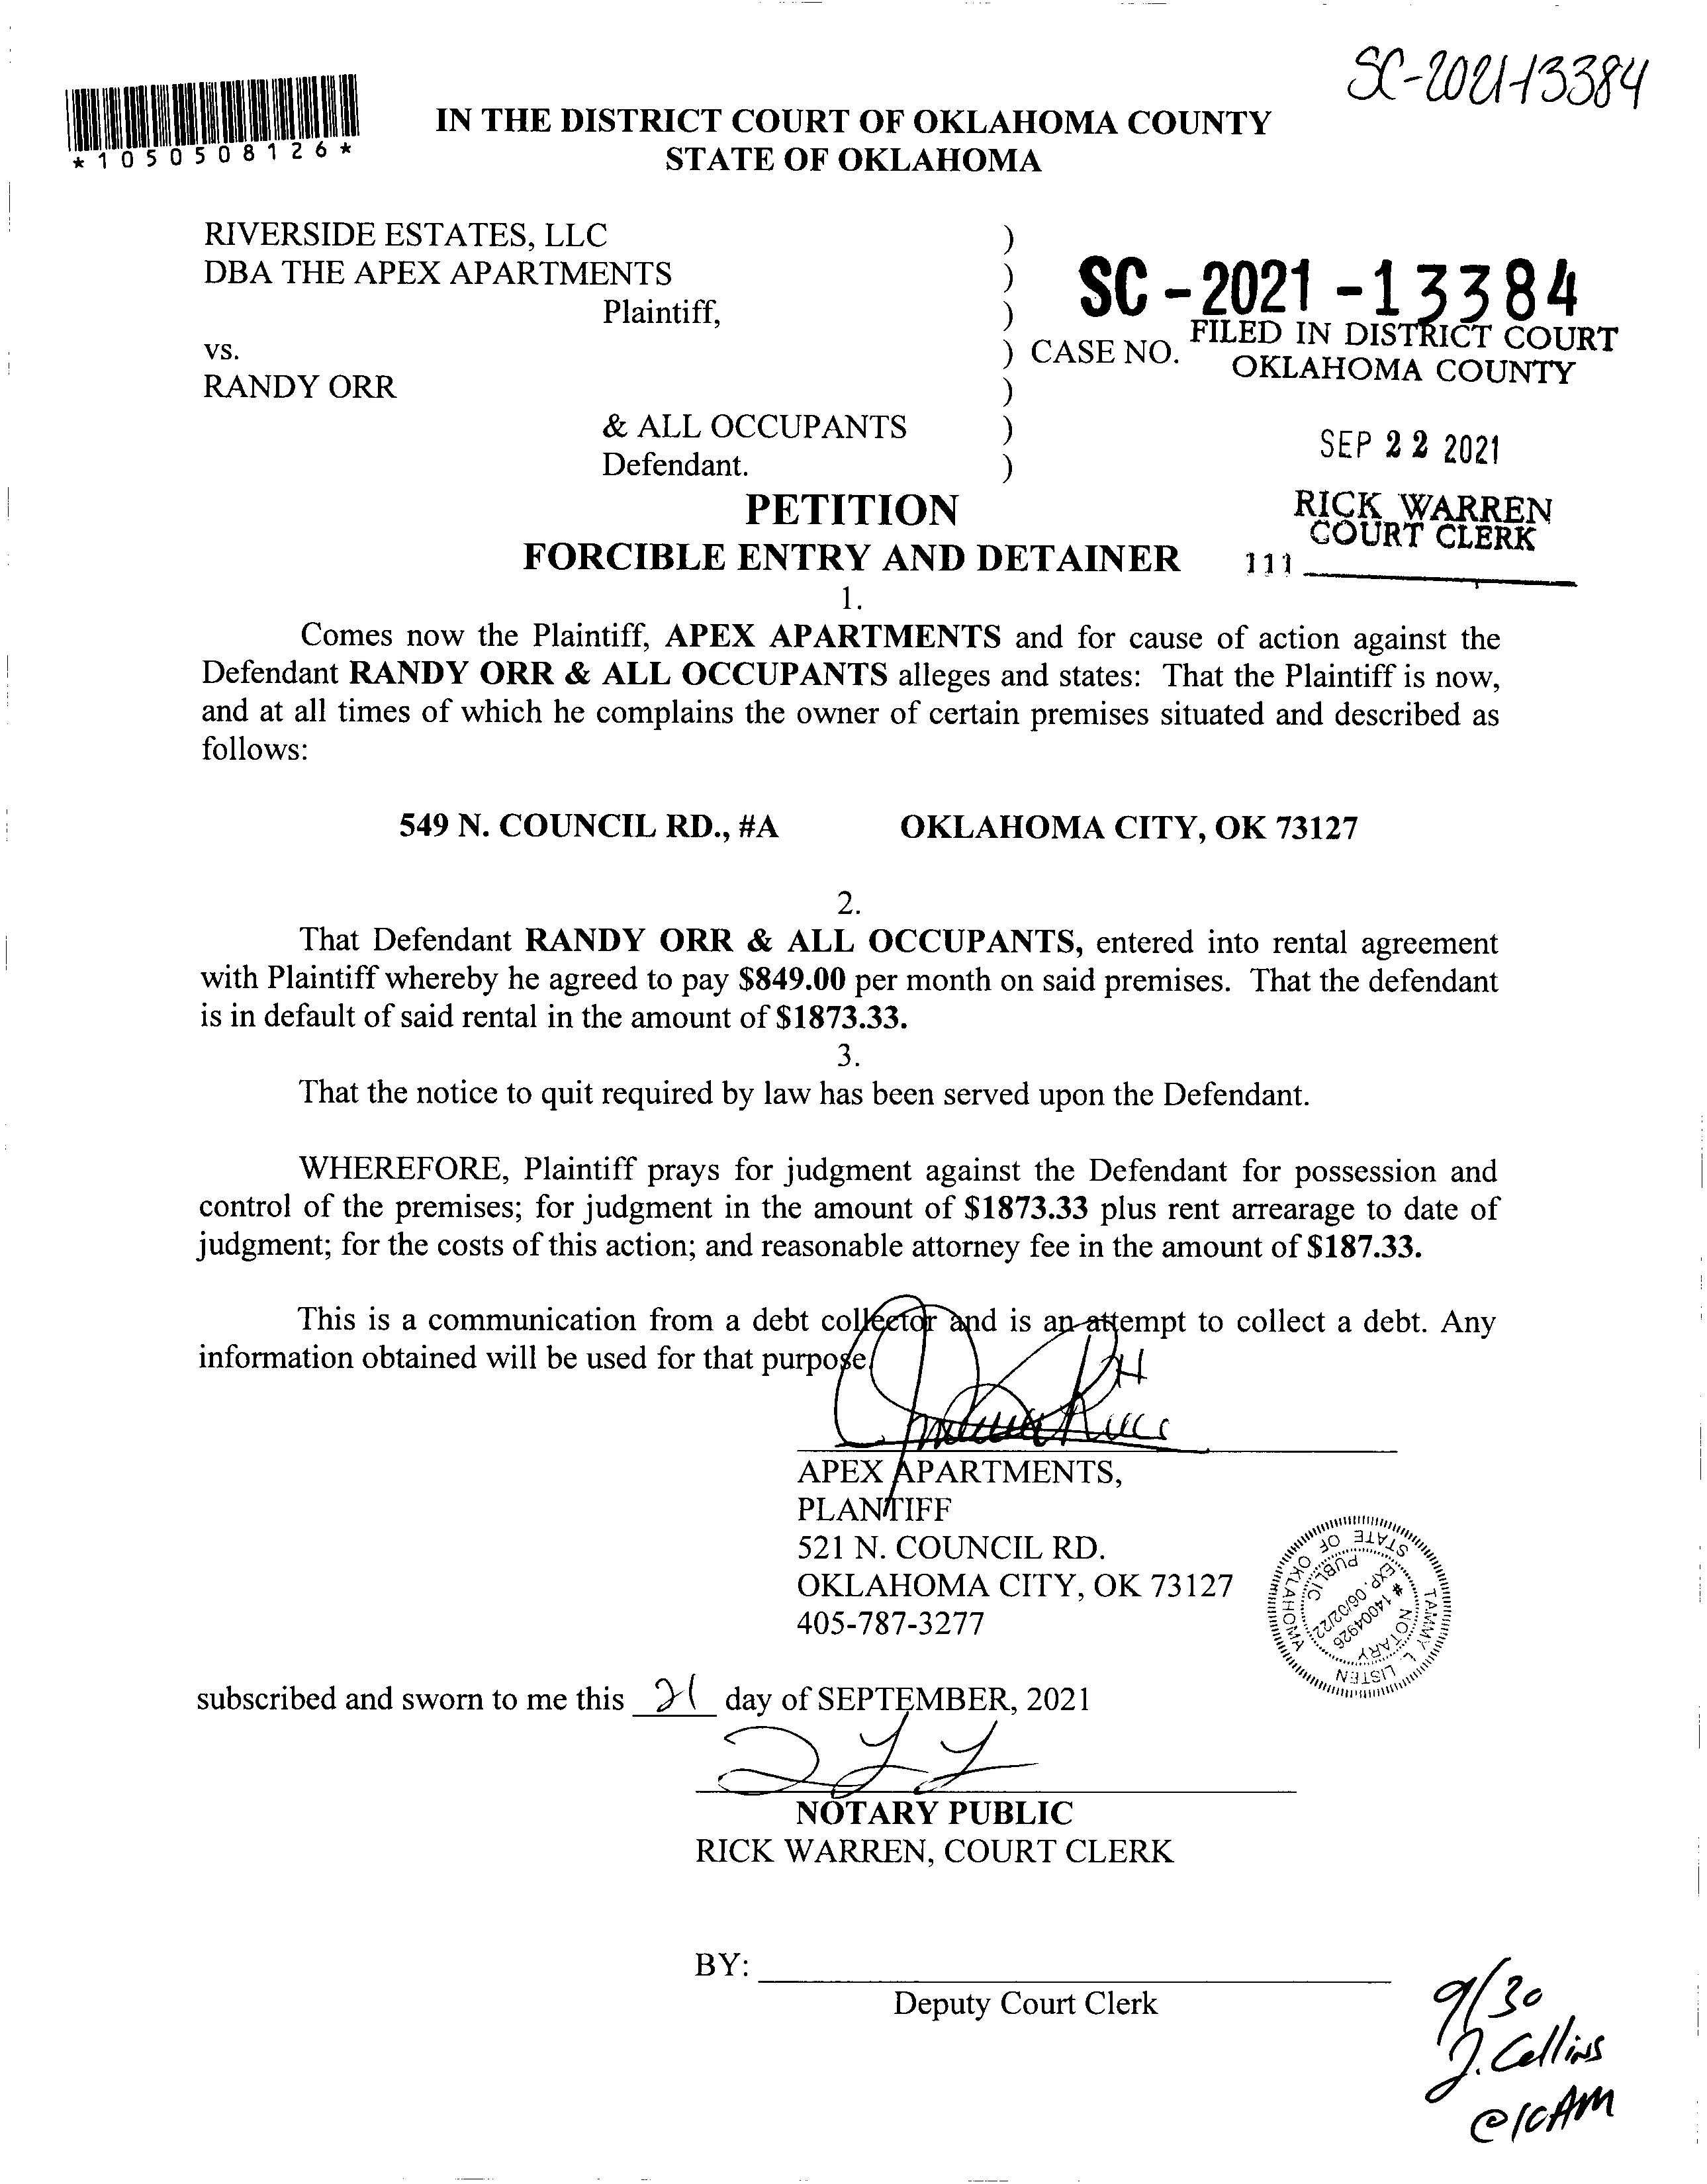 SC-2021-13384
*1050508126*
IN THE DISTRICT COURT OF OKLAHOMA COUNTY
STATE OF OKLAHOMA
RIVERSIDE ESTATES, LLC )
DBA THE APEX APARTMENTS )
Plaintiff, )
SC-2021-13384
vs. ) CASE NO.
FILED IN DISTRICT COURT
OKLAHOMA COUNTY
RANDY ORR )
& ALL OCCUPANTS )
Defendant. )
SEP 22 2021
RICK WARREN
COURT CLERK
111
PETITION
FORCIBLE ENTRY AND DETAINER
1.
Comes now the Plaintiff, APEX APARTMENTS and for cause of action against the
Defendant RANDY ORR & ALL OCCUPANTS alleges and states: That the Plaintiff is now,
and at all times of which he complains the owner of certain premises situated and described as
follows:
549 N. COUNCIL RD., #A OKLAHOMA CITY, OK 73127
2.
That Defendant RANDY ORR & ALL OCCUPANTS, entered into rental agreement
with Plaintiff whereby he agreed to pay $849.00 per month on said premises. That the defendant
is in default of said rental in the amount of $1873.33.
3.
That the notice to quit required by law has been served upon the Defendant.
WHEREFORE, Plaintiff prays for judgment against the Defendant for possession and
control of the premises; for judgment in the amount of $1873.33 plus rent arrearage to date of
judgment; for the costs of this action; and reasonable attorney fee in the amount of $187.33.
This is a communication from a debt collector and is an attempt to collect a debt. Any
information obtained will be used for that purpose.
APEX APARTMENTS,
PLANTIFF
521 N. COUNCIL RD.
OKLAHOMA CITY, OK 73127
405-787-3277
TAMMY L. LISTEN
STATE OF OKLAHOMA
NOTARY PUBLIC
# 14004926
EXP. 06/02/22
subscribed and sworn to me this 21 day of SEPTEMBER, 2021
NOTARY PUBLIC
RICK WARREN, COURT CLERK
BY:
Deputy Court Clerk
9/30
J. Collins
@10AM